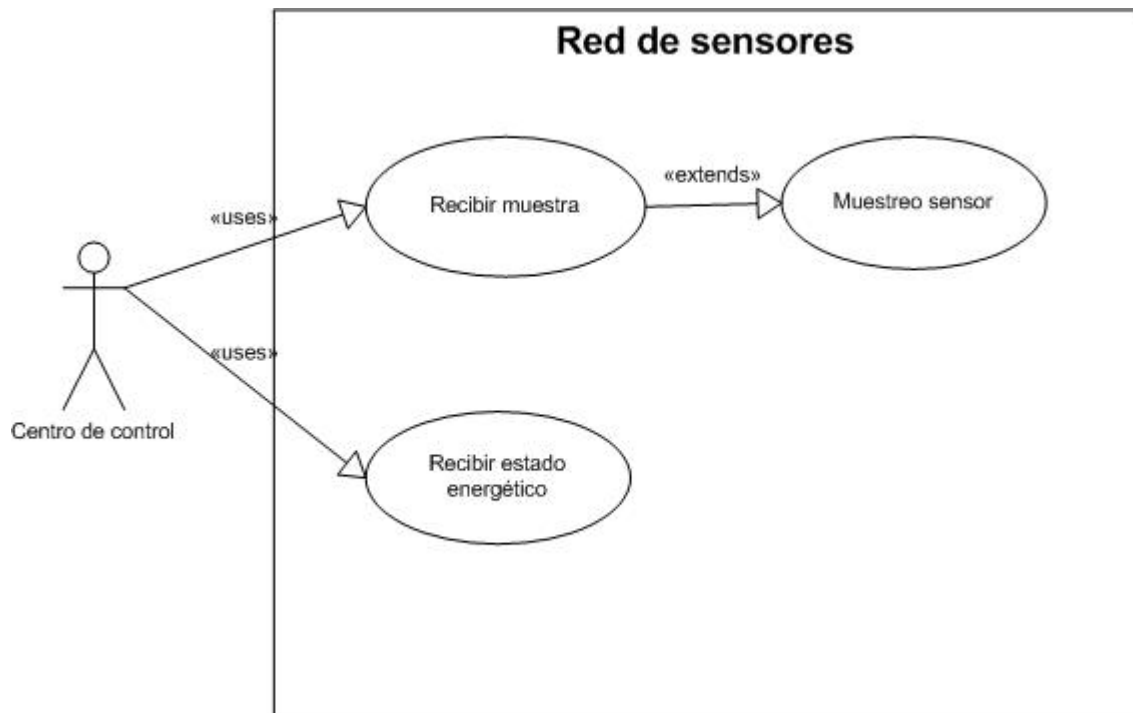 Red de sensores
«extends»
Recibir muestra
Muestreo sensor
«uses»
«uses»
Centro de control
Recibir estado
energético